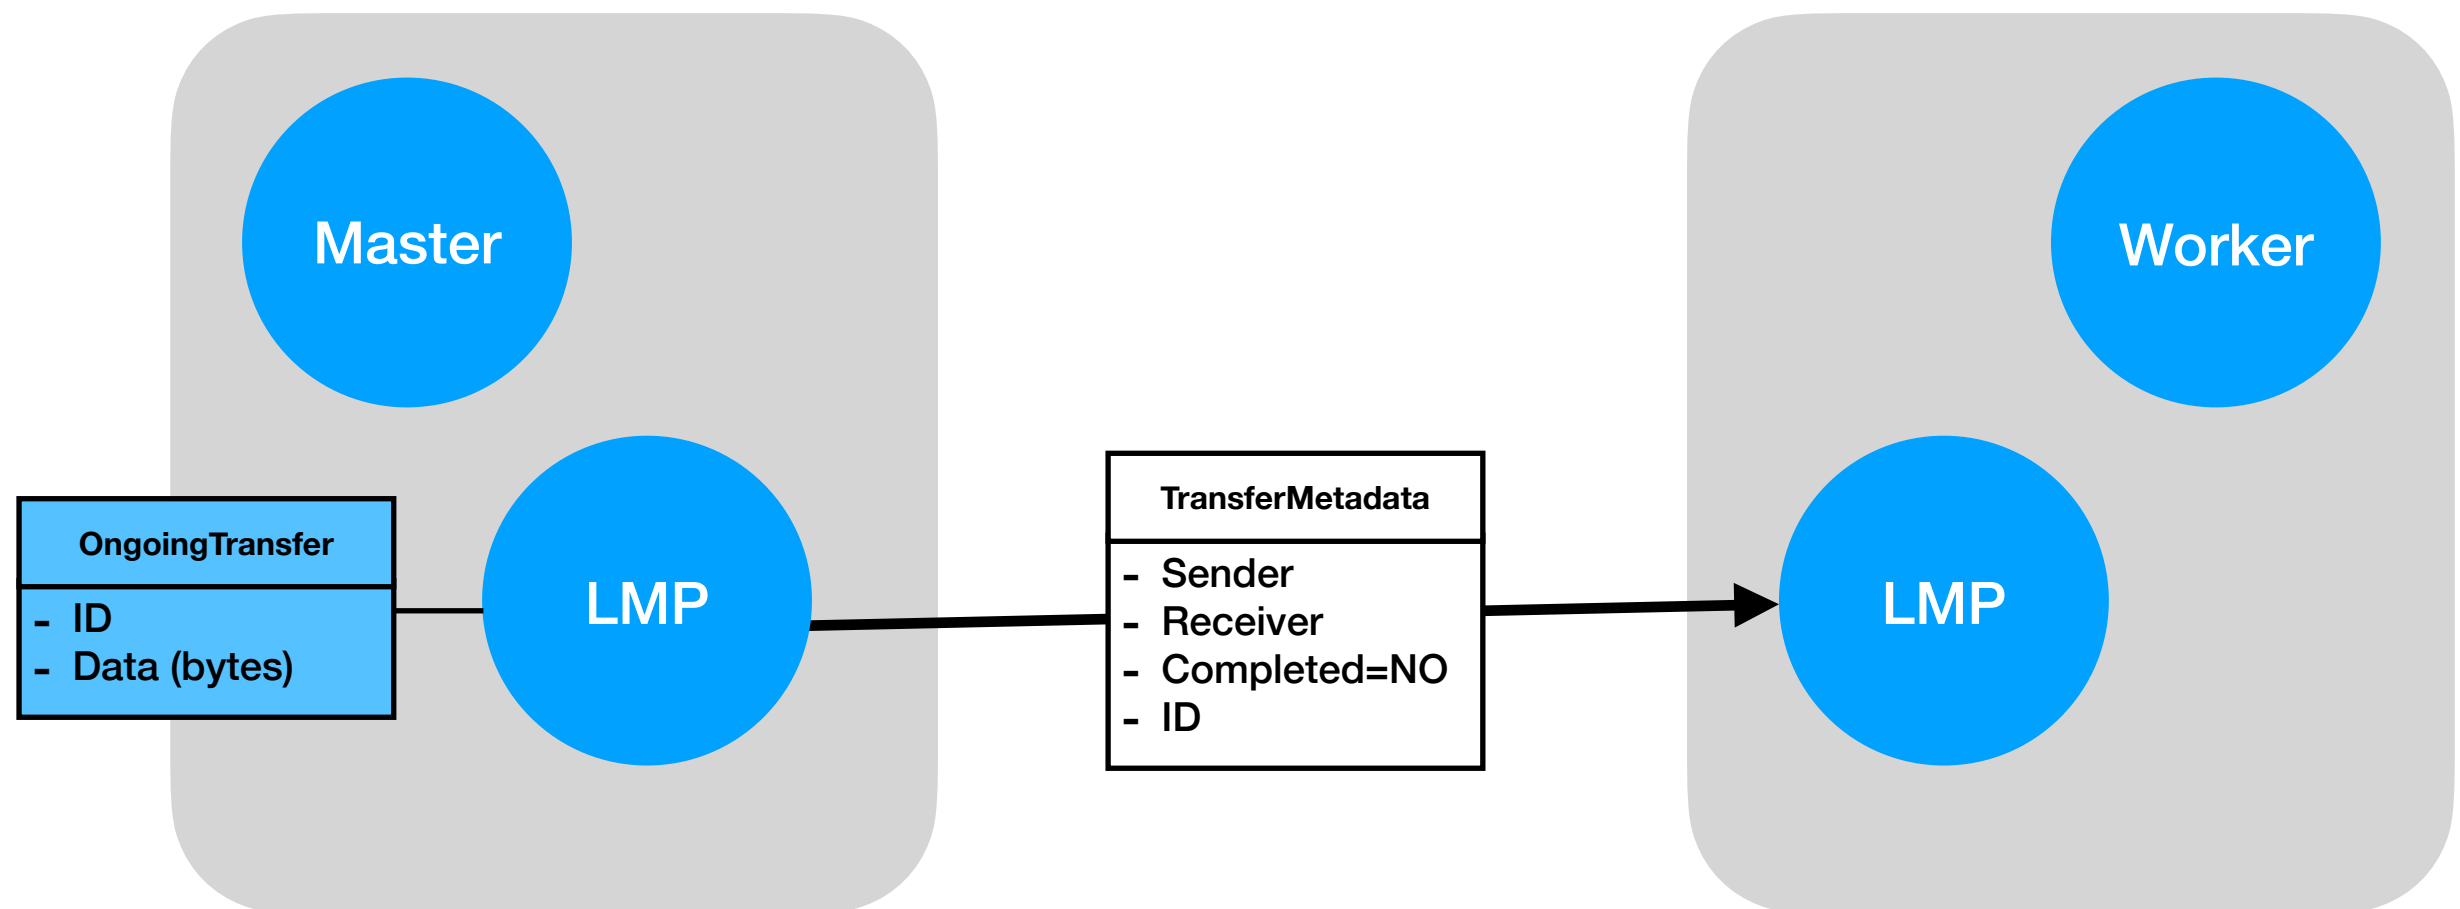 Master
Worker
OngoingTransfer
- ID
- Data (bytes)
LMP
TransferMetadata
- Sender
- Receiver
- Completed=NO
- ID
LMP